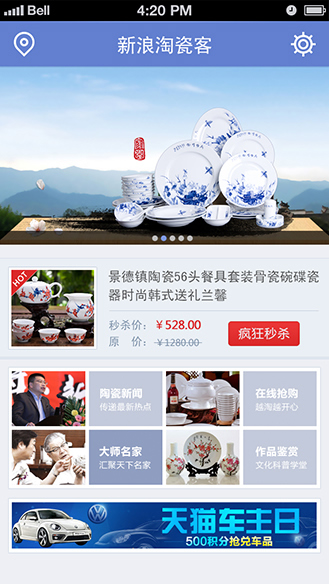 Bell 4:20 PM
新浪淘瓷客
HOT
景德镇陶瓷56头餐具套装骨瓷碗碟瓷
器时尚韩式送礼兰馨
秒杀价: ¥528.00
原 价: ¥1280.00
疯狂秒杀
陶瓷新闻
传递最新热点
在线抢购
越淘越开心
大师名家
汇聚天下名家
作品鉴赏
文化科普学堂
天猫车主日
500积分抢兑车品